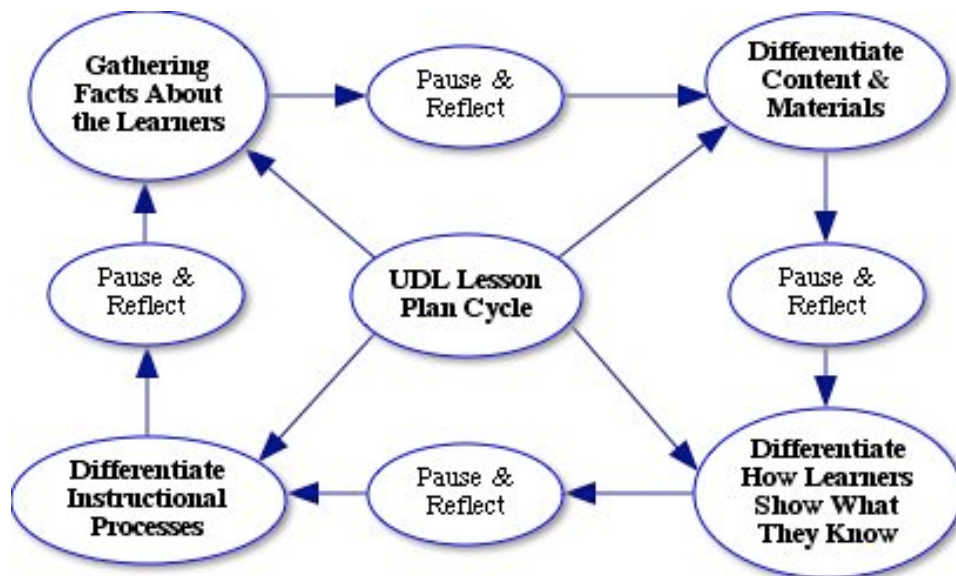 Gathering
Facts About
the Learners
Pause &
Reflect
Differentiate
Content &
Materials
Pause &
Reflect
UDL Lesson
Plan Cycle
Pause &
Reflect
Differentiate
Instructional
Processes
Pause &
Reflect
Differentiate
How Learners
Show What
They Know